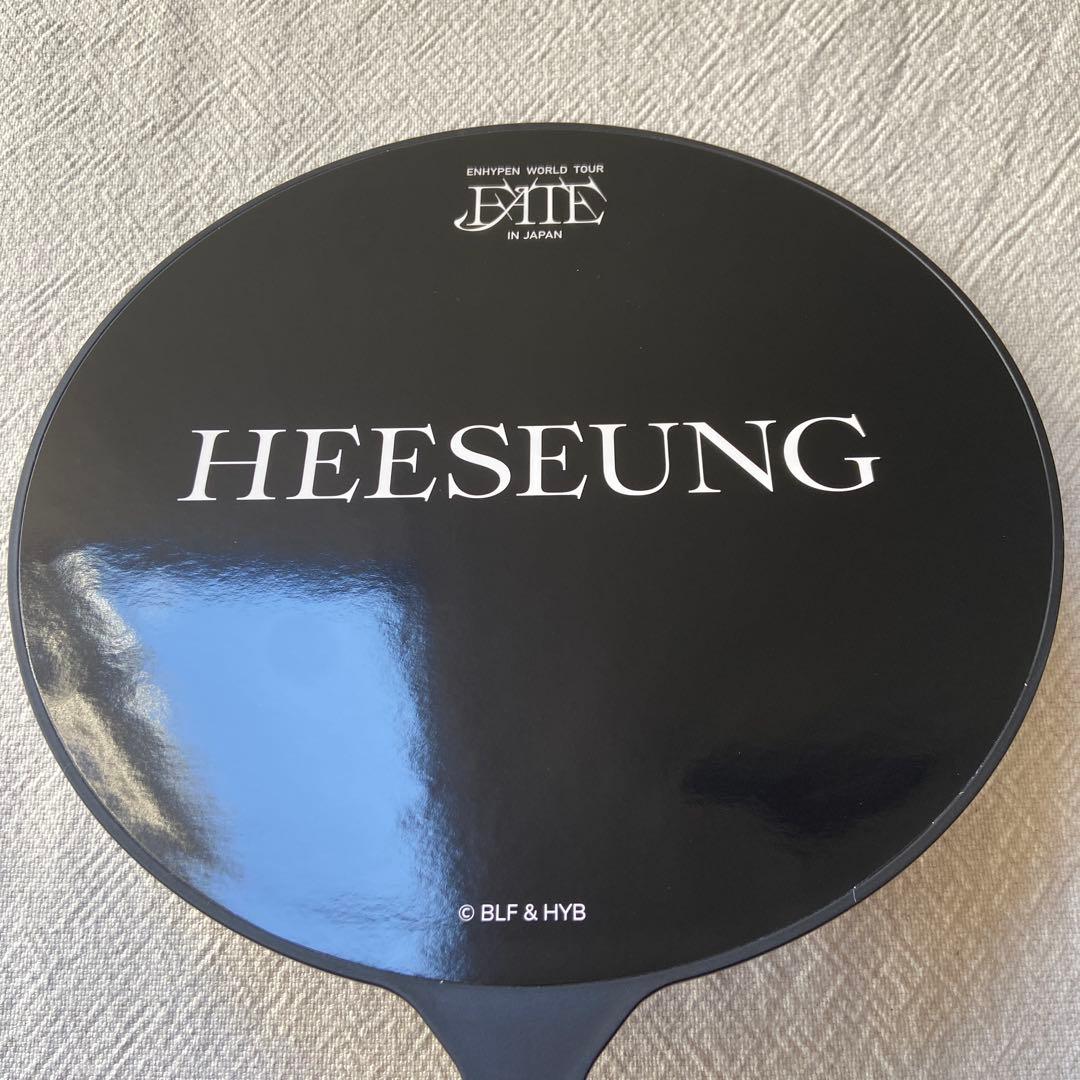 ENHYPEN WORLD TOUR
FATE
IN JAPAN
HEESEUNG
© BLF & HYB